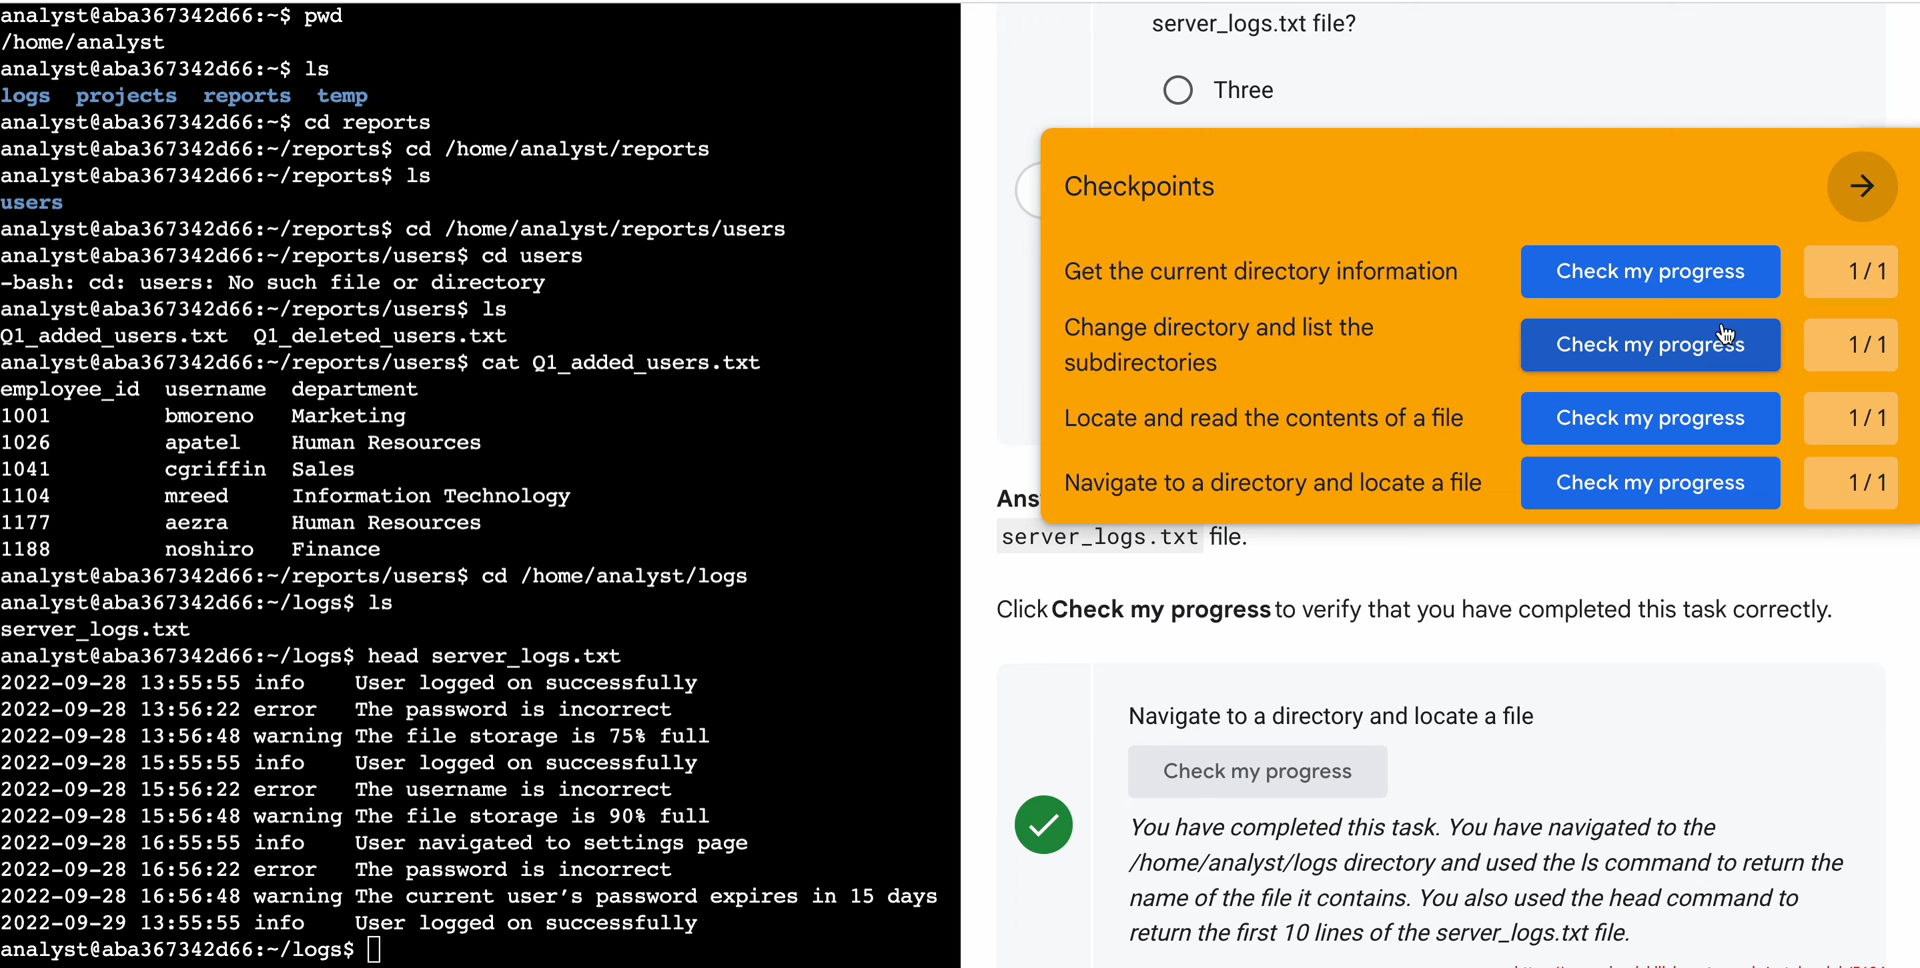 analyst@aba367342d66:~$ pwd
/home/analyst
analyst@aba367342d66:~$ ls
logs  projects  reports  temp
analyst@aba367342d66:~$ cd reports
analyst@aba367342d66:~/reports$ cd /home/analyst/reports
analyst@aba367342d66:~/reports$ ls
users
analyst@aba367342d66:~/reports$ cd /home/analyst/reports/users
analyst@aba367342d66:~/reports/users$ cd users
-bash: cd: users: No such file or directory
analyst@aba367342d66:~/reports/users$ ls
Q1_added_users.txt  Q1_deleted_users.txt
analyst@aba367342d66:~/reports/users$ cat Q1_added_users.txt
employee_id  username  department
1001         bmoreno   Marketing
1026         apatel    Human Resources
1041         cgriffin  Sales
1104         mreed     Information Technology
1177         aezra     Human Resources
1188         noshiro   Finance
analyst@aba367342d66:~/reports/users$ cd /home/analyst/logs
analyst@aba367342d66:~/logs$ ls
server_logs.txt
analyst@aba367342d66:~/logs$ head server_logs.txt
2022-09-28 13:55:55 info    User logged on successfully
2022-09-28 13:56:22 error   The password is incorrect
2022-09-28 13:56:48 warning The file storage is 75% full
2022-09-28 15:55:55 info    User logged on successfully
2022-09-28 15:56:22 error   The username is incorrect
2022-09-28 15:56:48 warning The file storage is 90% full
2022-09-28 16:55:55 info    User navigated to settings page
2022-09-28 16:56:22 error   The password is incorrect
2022-09-28 16:56:48 warning The current user's password expires in 15 days
2022-09-29 13:55:55 info    User logged on successfully
analyst@aba367342d66:~/logs$
server_logs.txt file?
Three
Checkpoints
Get the current directory information Check my progress 1 / 1
Change directory and list the
subdirectories Check my progress 1 / 1
Locate and read the contents of a file Check my progress 1 / 1
Navigate to a directory and locate a file Check my progress 1 / 1
server_logs.txt file.
Click Check my progress to verify that you have completed this task correctly.
Navigate to a directory and locate a file
Check my progress
You have completed this task. You have navigated to the
/home/analyst/logs directory and used the ls command to return the
name of the file it contains. You also used the head command to
return the first 10 lines of the server_logs.txt file.